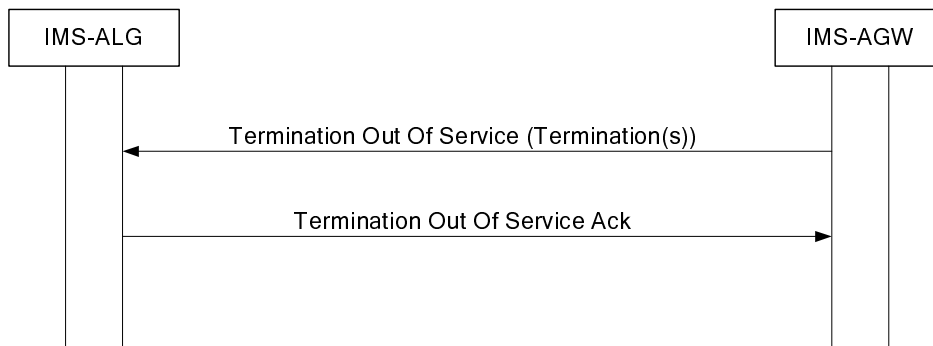 IMS-ALG
IMS-AGW
Termination Out Of Service (Termination(s))
Termination Out Of Service Ack